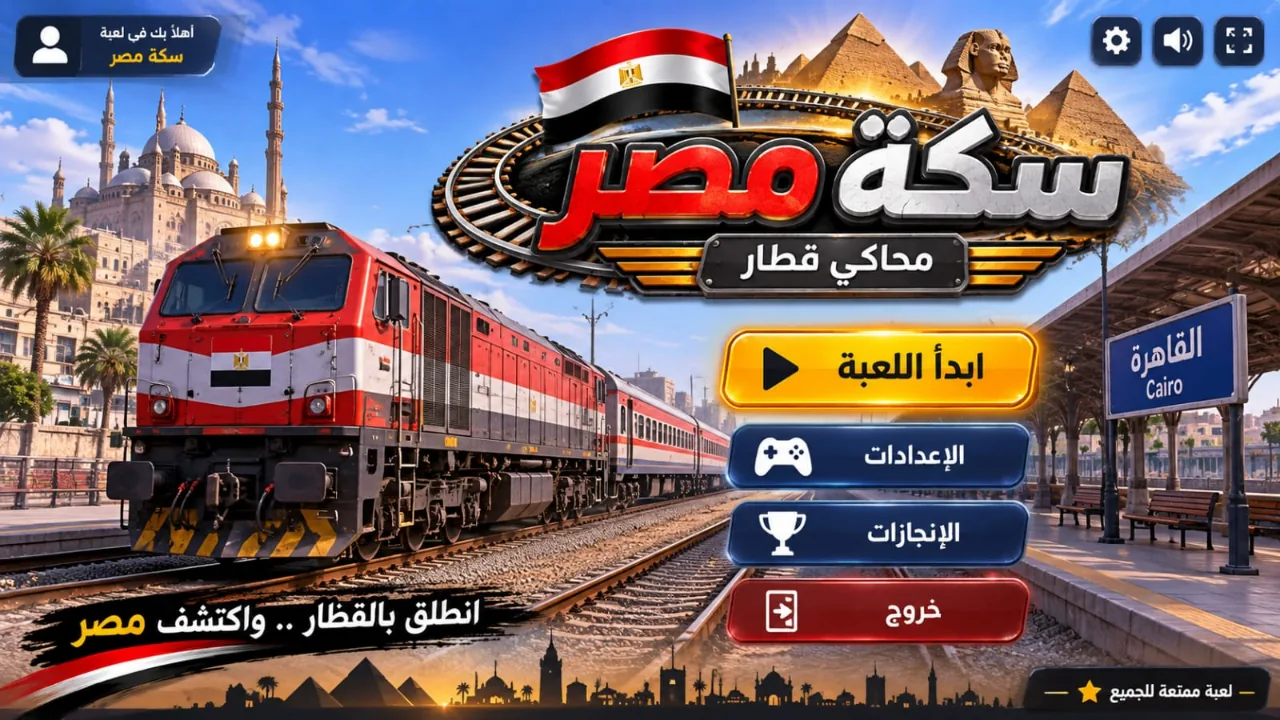 أهلاً بك في لعبة
سكة مصر
سكة مصر
محاكي قطار
ابدأ اللعبة
الإعدادات
الإنجازات
خروج
القاهرة
Cairo
انطلق بالقظار .. واكتشف مصر
لعبة ممتعة للجميع